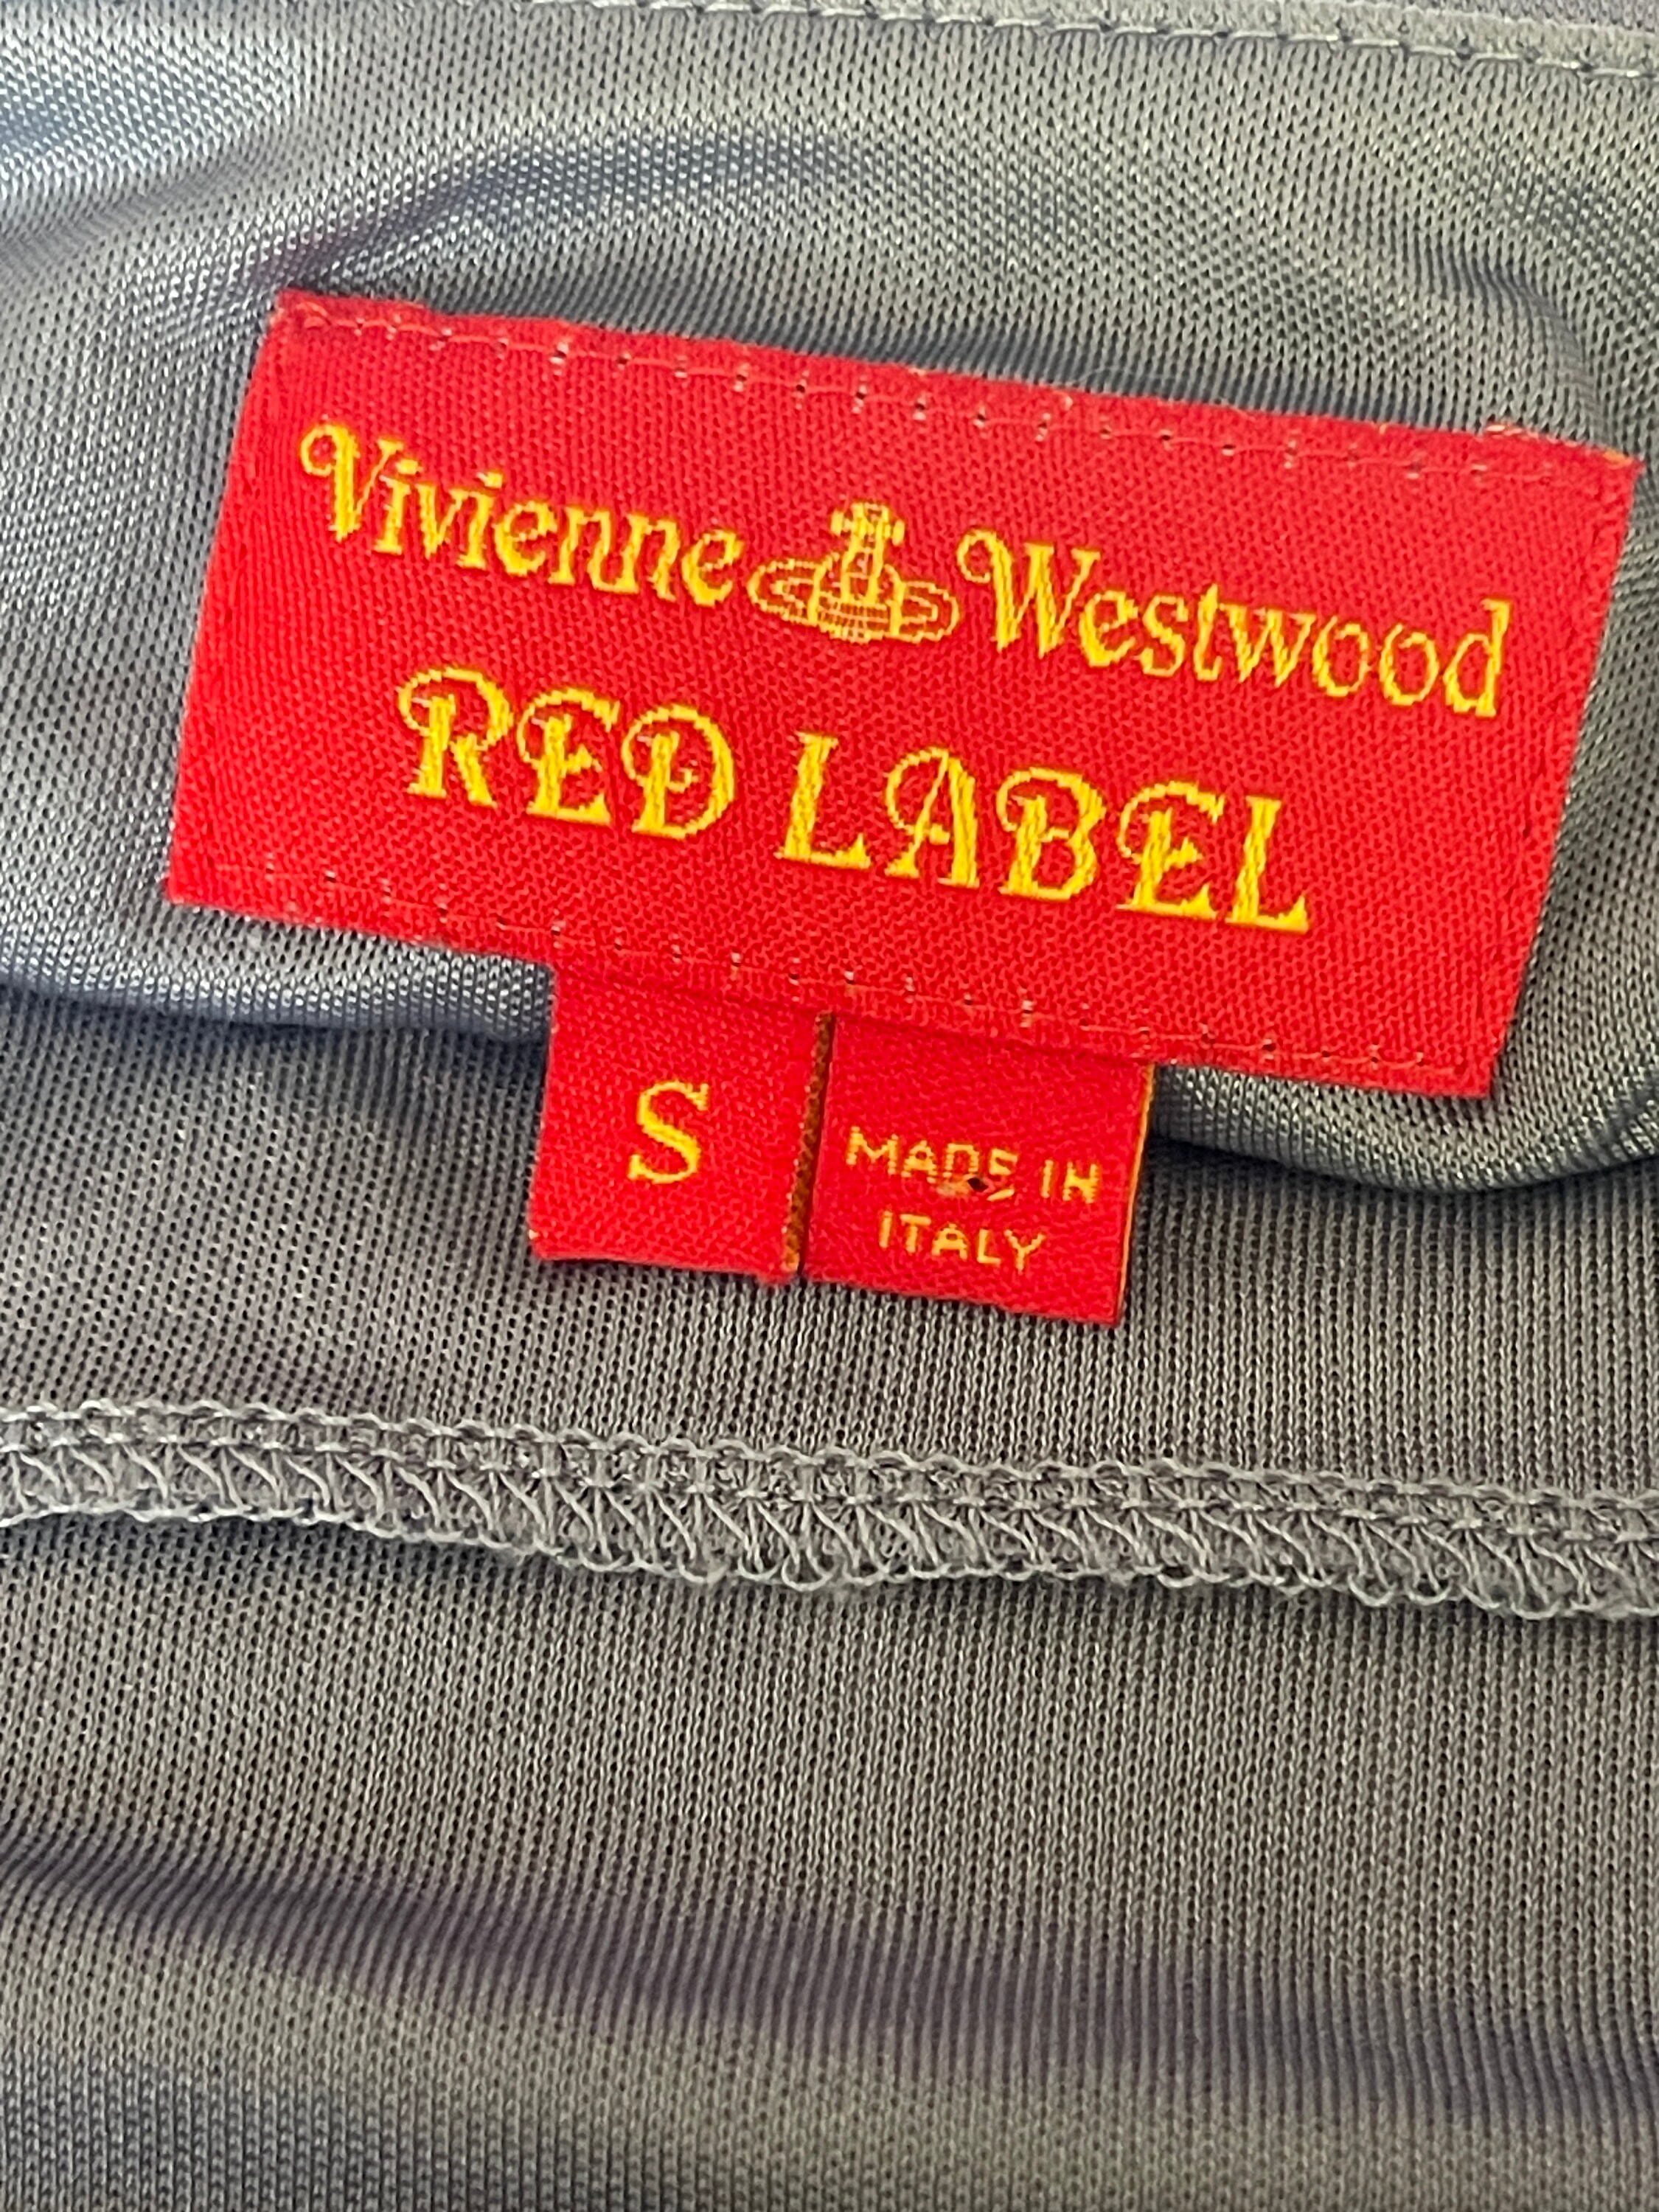 Vivienne Westwood
RED LABEL
S
MADE IN
ITALY